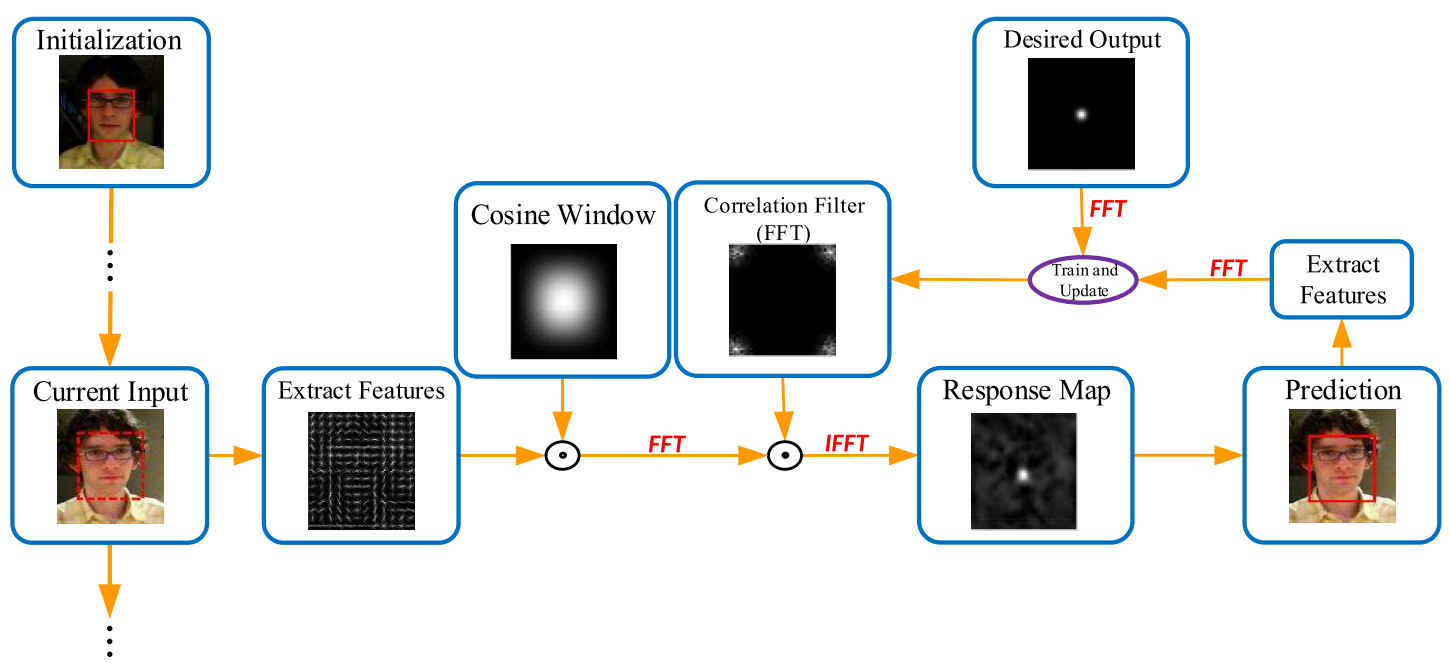 Initialization
Desired Output
FFT
Cosine Window
Correlation Filter
(FFT)
Train and
Update
FFT
Extract
Features
Current Input
Extract Features
FFT
IFFT
Response Map
Prediction